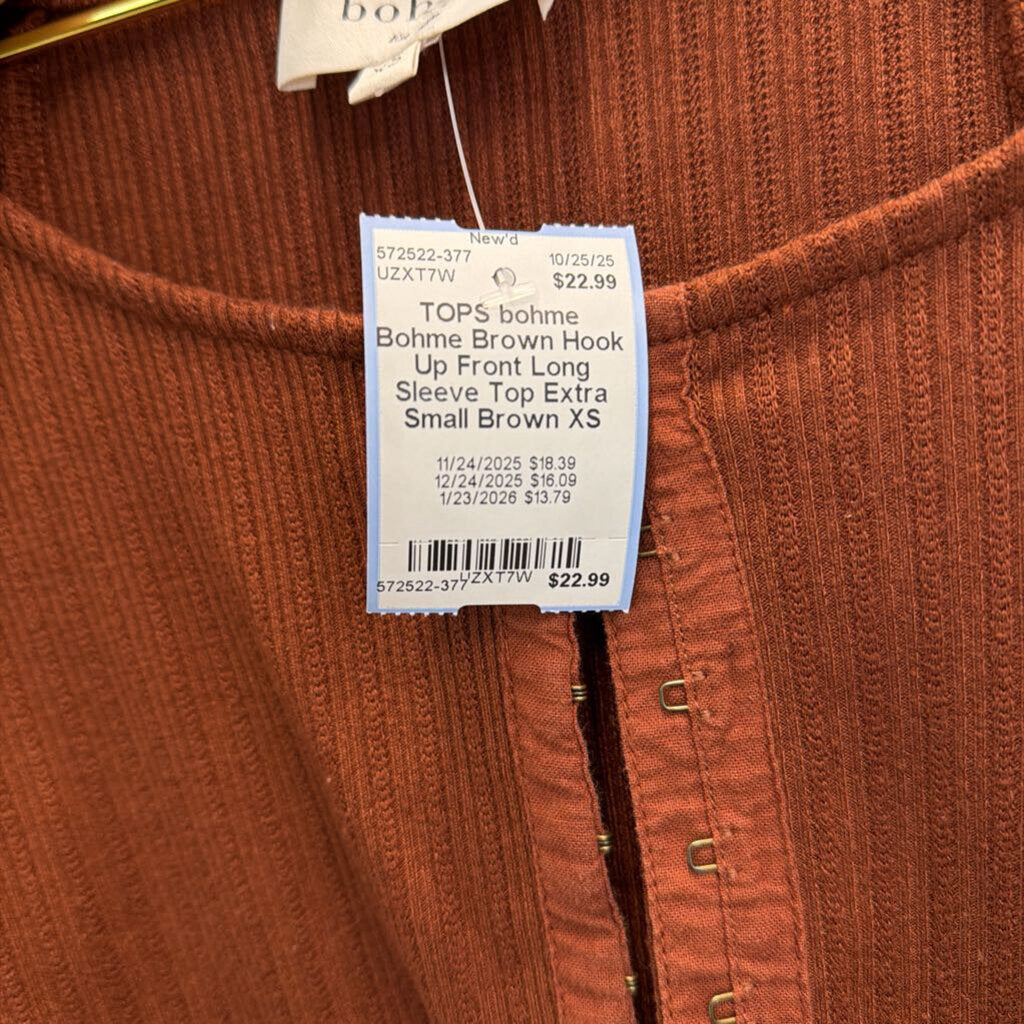 New'd
572522-377 10/25/25
UZXT7W $22.99
TOPS bohme
Bohme Brown Hook
Up Front Long
Sleeve Top Extra
Small Brown XS
11/24/2025 $18.39
12/24/2025 $16.09
1/23/2026 $13.79
572522-377 UZXT7W $22.99